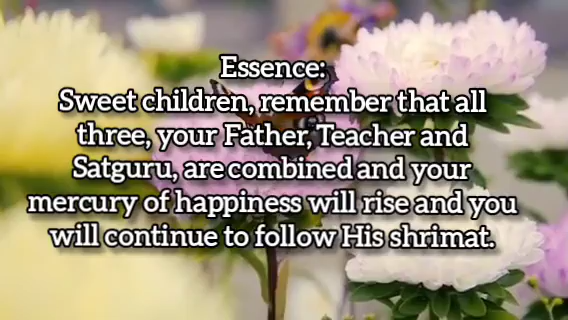 Essence:
Sweet children, remember that all
three, your Father, Teacher and
Satguru, are combined and your
mercury of happiness will rise and you
will continue to follow His shrimat.